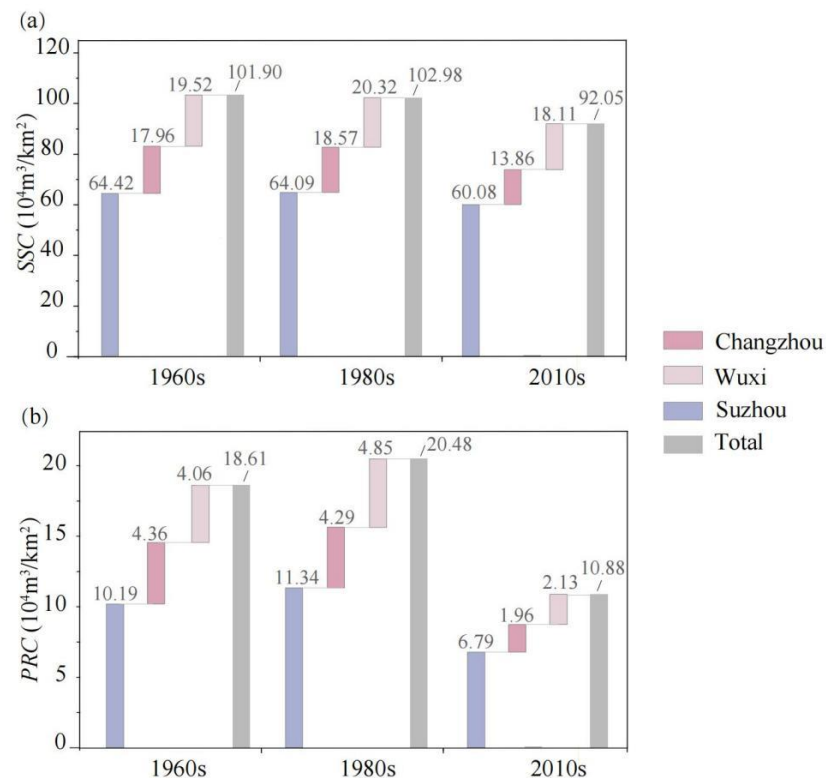 (a)
SSC (10⁴m³/km²)
120
100
80
60
40
20
0
64.42
17.96
19.52
101.90
64.09
18.57
20.32
102.98
60.08
13.86
18.11
92.05
1960s
1980s
2010s
Changzhou
Wuxi
Suzhou
Total
(b)
PRC (10⁴m³/km²)
20
15
10
5
0
10.19
4.36
4.06
18.61
11.34
4.29
4.85
20.48
6.79
1.96
2.13
10.88
1960s
1980s
2010s